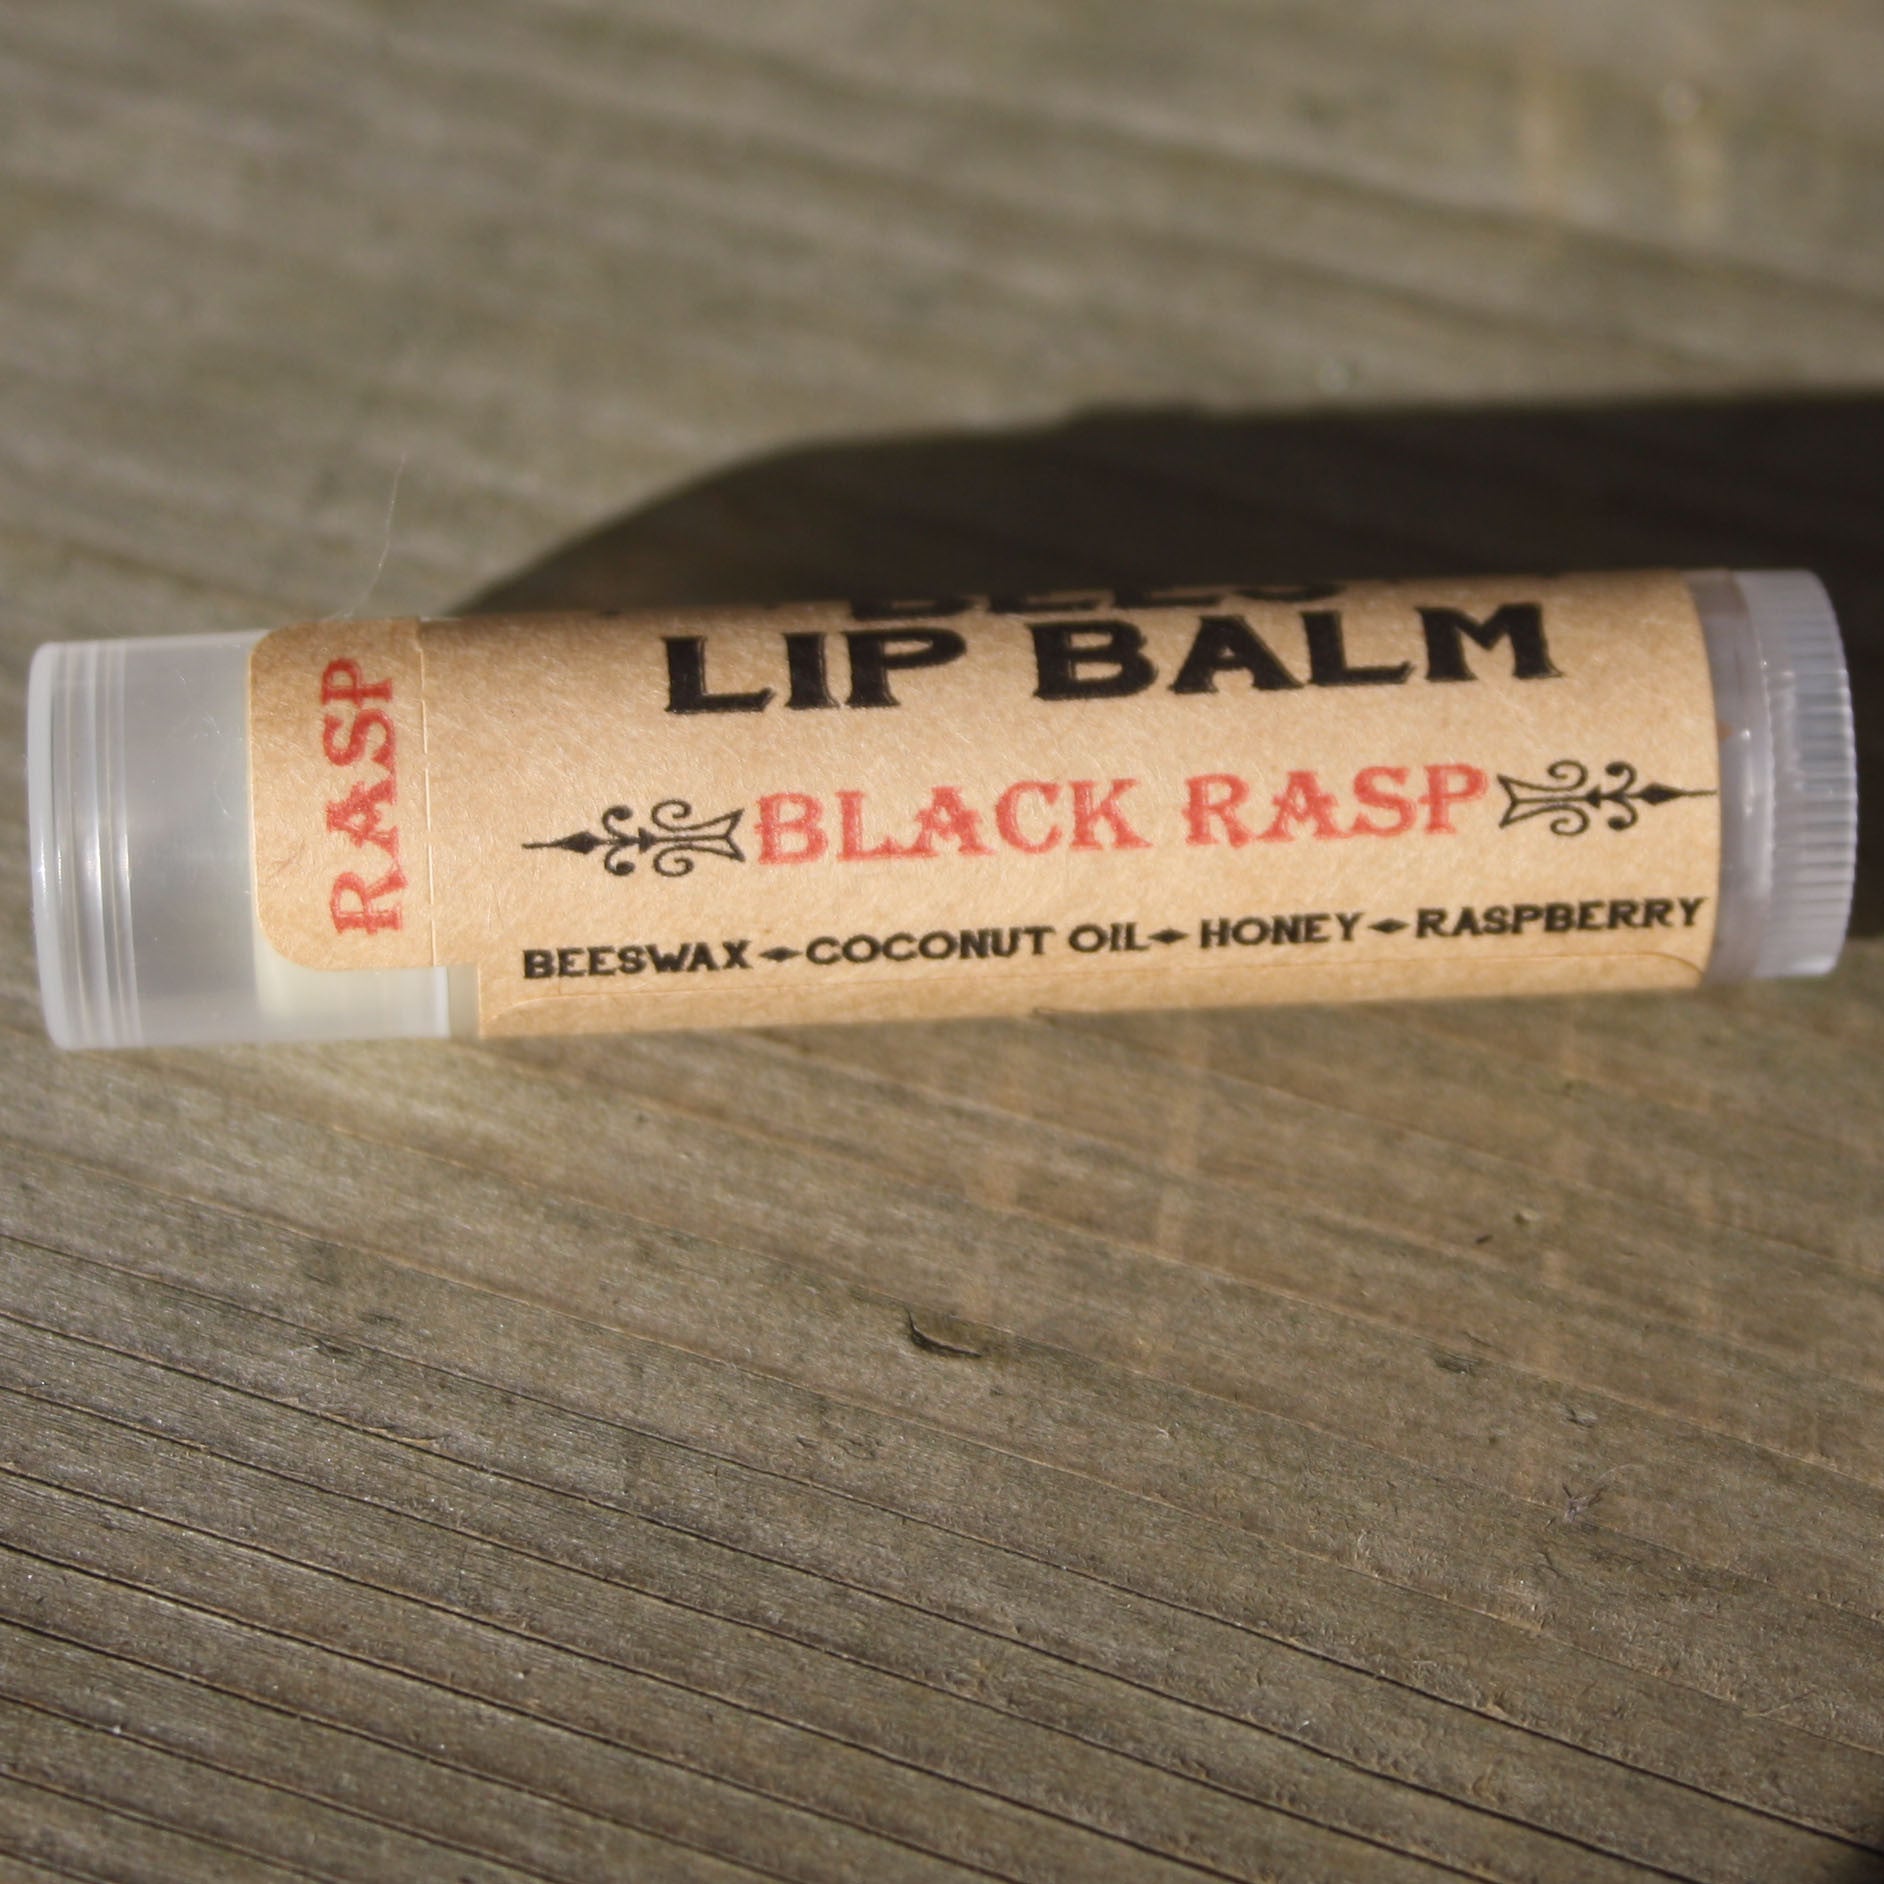 RASP
LIP BALM
BLACK RASP
BEESWAX COCONUT OIL HONEY RASPBERRY